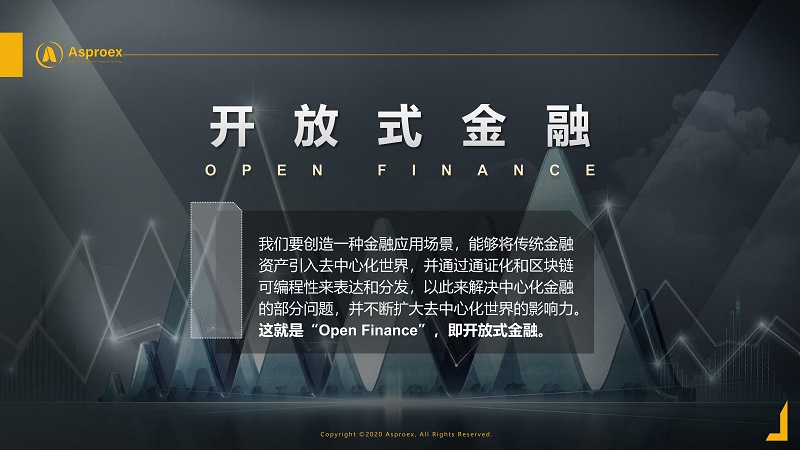 Asproex
开放式金融
OPEN FINANCE
我们要创造一种金融应用场景，能够将传统金融
资产引入去中心化世界，并通过通证化和区块链
可编程性来表达和分发，以此来解决中心化金融
的部分问题，并不断扩大去中心化世界的影响力。
这就是“Open Finance”，即开放式金融。
Copyright ©2020 Asproex, All Rights Reserved.